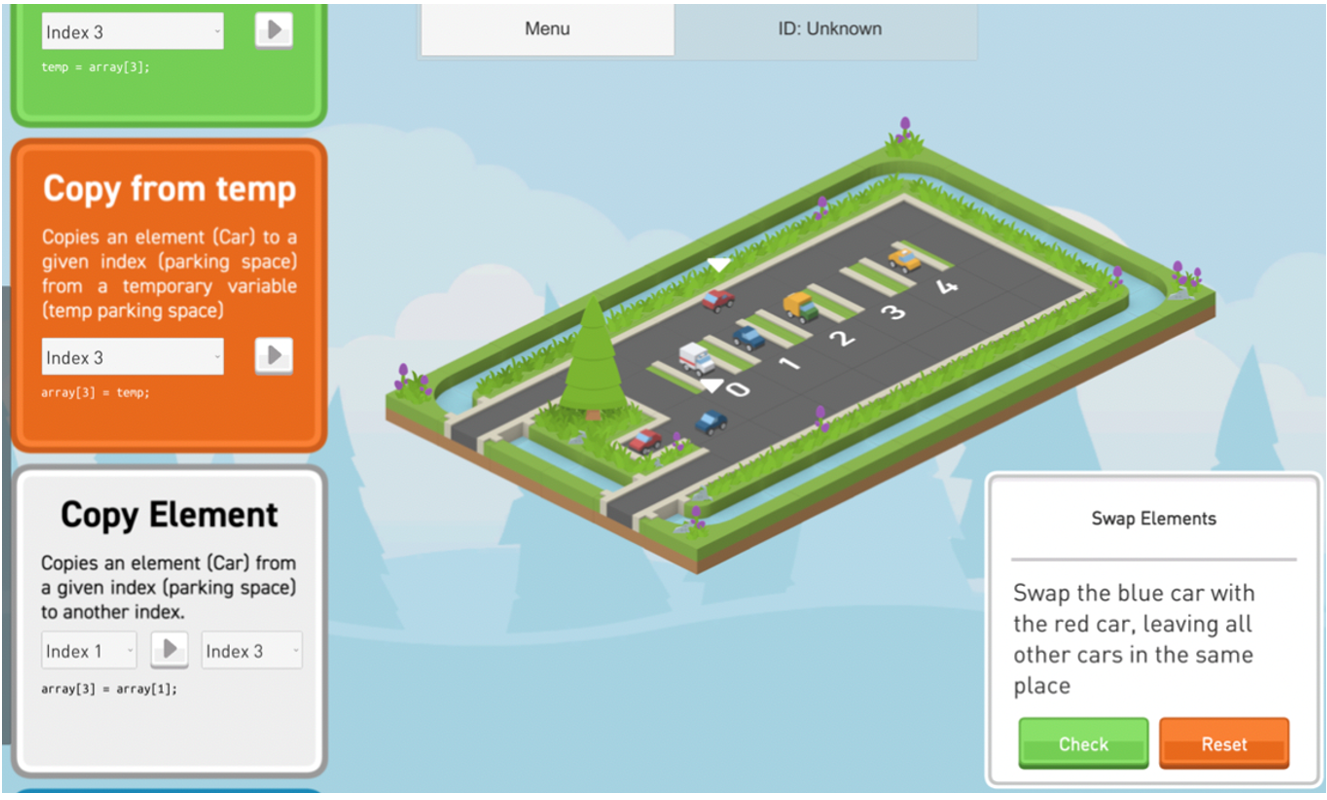 Menu
ID: Unknown
Index 3
temp = array[3];
Copy from temp
Copies an element (Car) to a
given index (parking space)
from a temporary variable
(temp parking space)
Index 3
array[3] = temp;
Copy Element
Copies an element (Car) from
a given index (parking space)
to another index.
Index 1
Index 3
array[3] = array[1];
0
1
2
3
4
Swap Elements
Swap the blue car with
the red car, leaving all
other cars in the same
place
Check
Reset